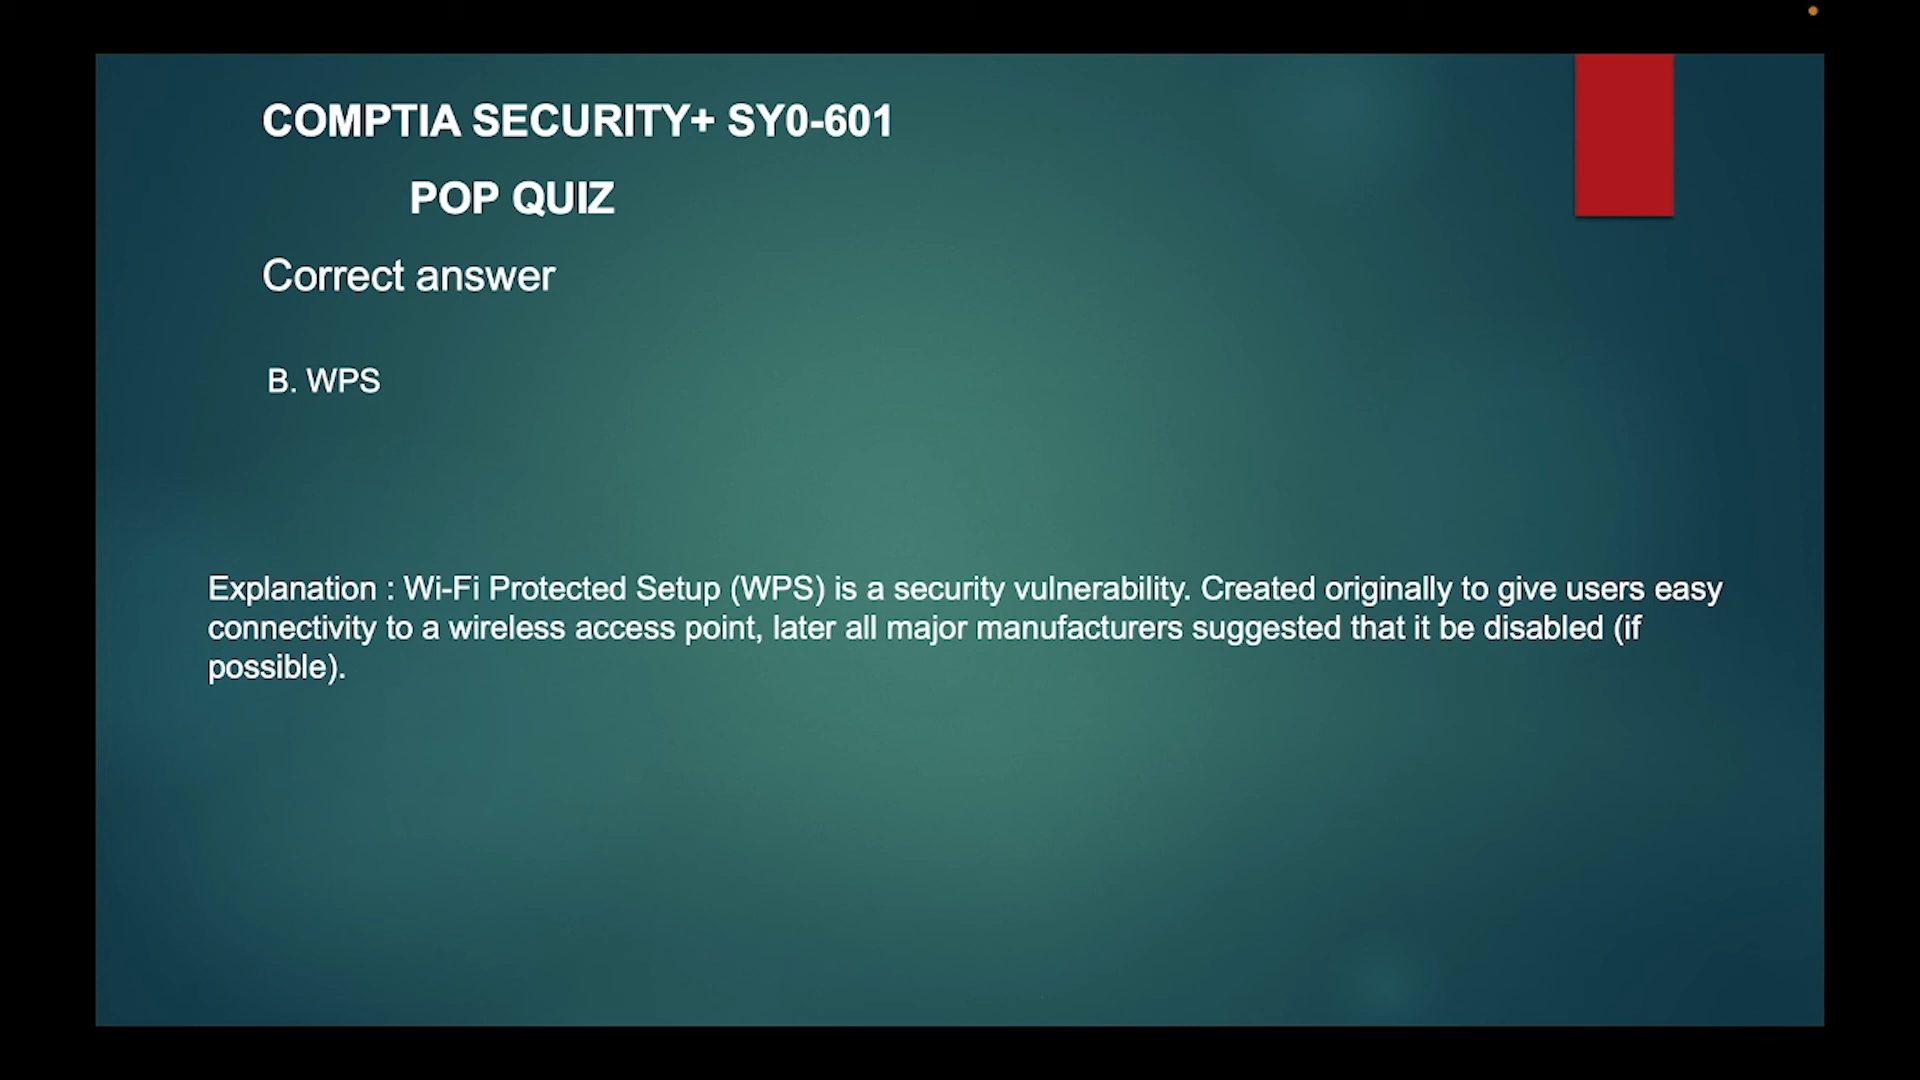 COMPTIA SECURITY+ SY0-601
POP QUIZ
Correct answer
B. WPS
Explanation : Wi-Fi Protected Setup (WPS) is a security vulnerability. Created originally to give users easy
connectivity to a wireless access point, later all major manufacturers suggested that it be disabled (if
possible).